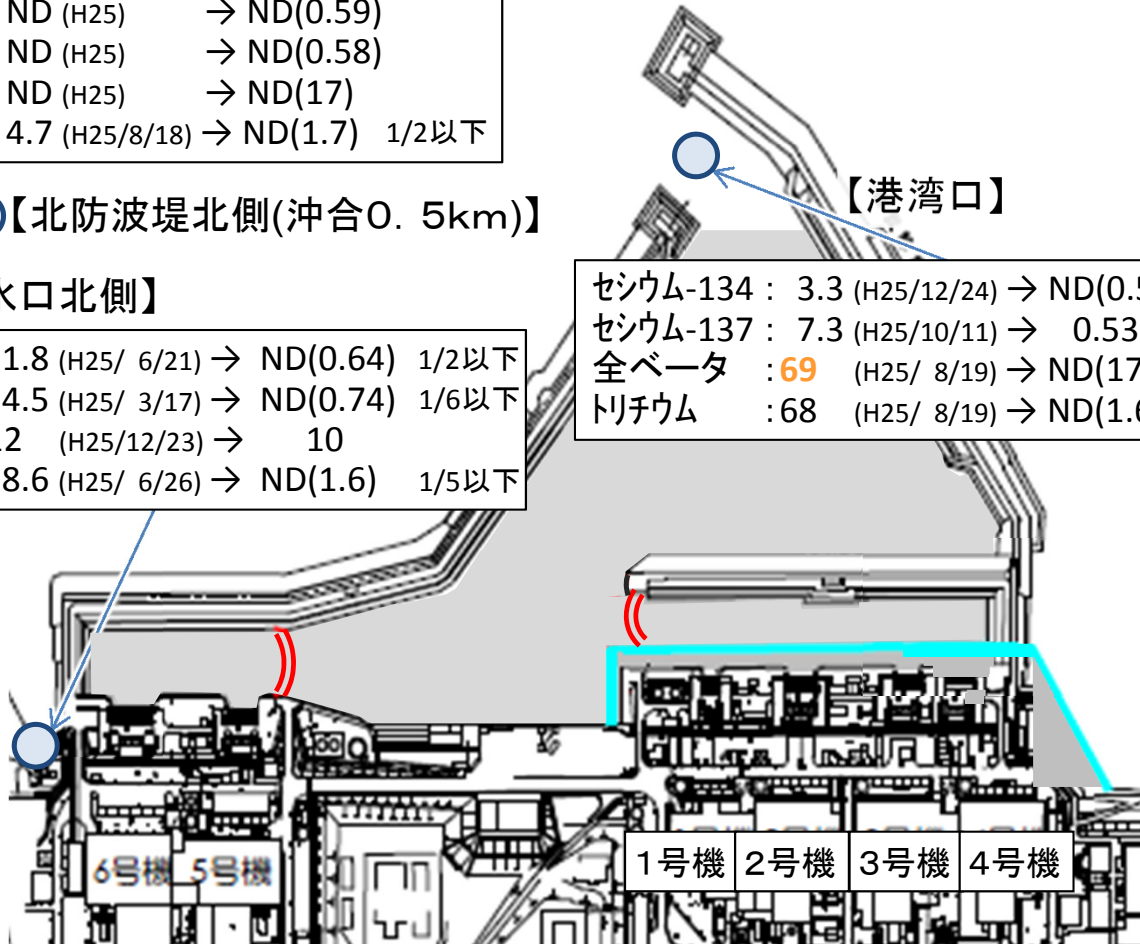 ND (H25) → ND(0.59)
ND (H25) → ND(0.58)
ND (H25) → ND(17)
4.7 (H25/8/18) → ND(1.7) 1/2以下
【北防波堤北側(沖合0. 5km)】
【港湾口】
水口北側】
セシウム-134 : 3.3 (H25/12/24) → ND(0.5
セシウム-137 : 7.3 (H25/10/11) → 0.53
全ベータ :69 (H25/ 8/19) → ND(17
トリチウム :68 (H25/ 8/19) → ND(1.6
1.8 (H25/ 6/21) → ND(0.64) 1/2以下
4.5 (H25/ 3/17) → ND(0.74) 1/6以下
2 (H25/12/23) → 10
8.6 (H25/ 6/26) → ND(1.6) 1/5以下
6号機 5号機
1号機 2号機 3号機 4号機